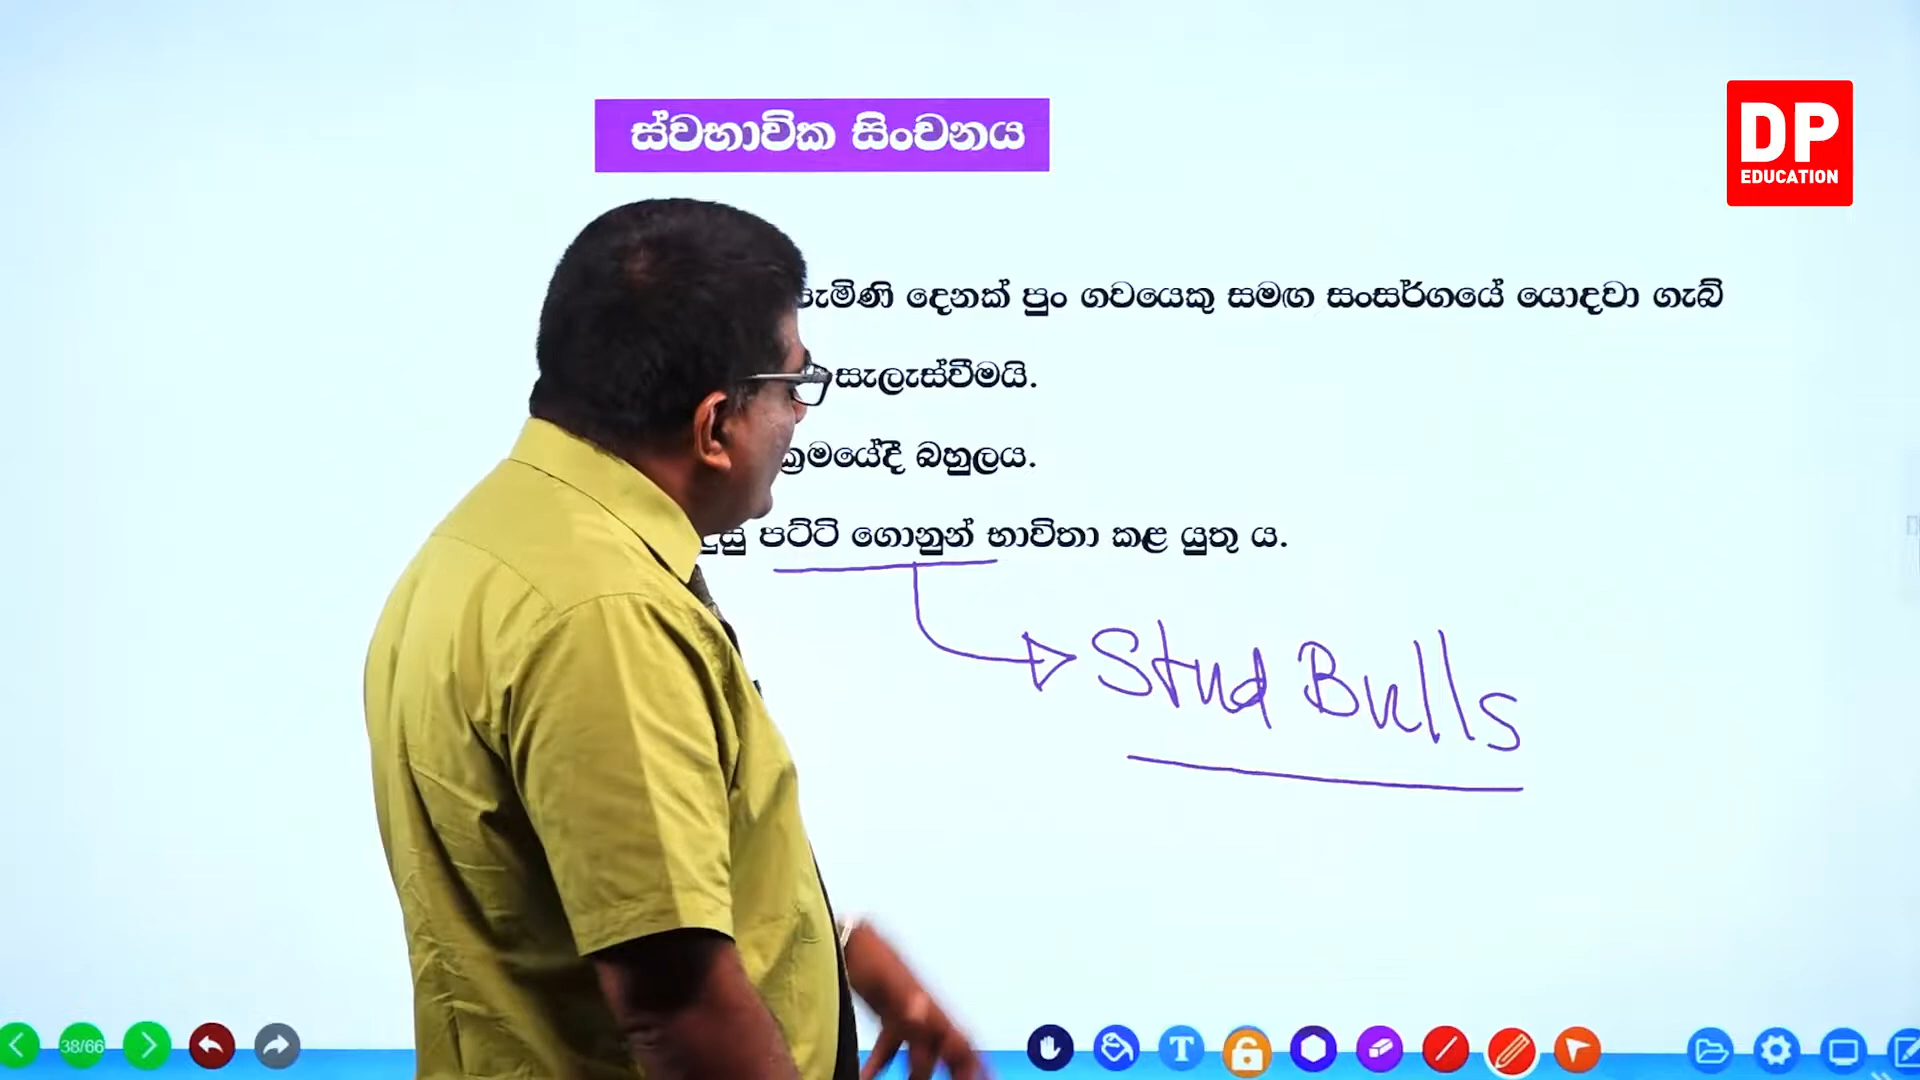 ස්වභාවික සිංචනය
DP
EDUCATION
දෙනක් පුං ගවයෙකු සමඟ සංසර්ගයේ යොදවා ගැබ්
සැලැස්වීමයි.
බහුලය.
පට්ටි ගොනුන් භාවිතා කළ යුතු ය.
Stud Bulls
38/66
T